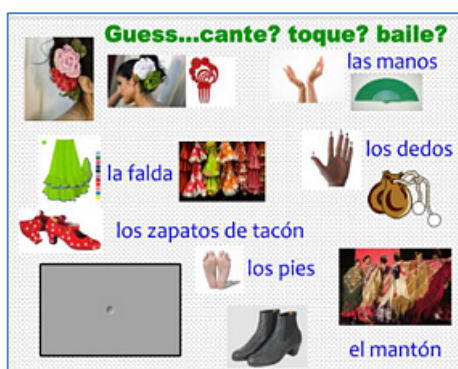 Guess...cante? toque? baile?
las manos
los dedos
la falda
los zapatos de tacón
los pies
el mantón